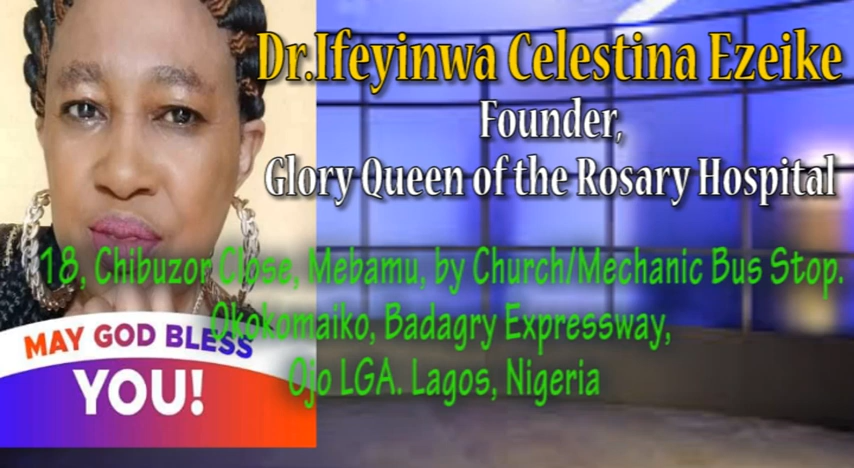 Dr.Ifeyinwa Celestina Ezeike
Founder,
Glory Queen of the Rosary Hospital
18, Chibuzor Close, Mebamu, by Church/Mechanic Bus Stop.
Okokomaiko, Badagry Expressway,
Ojo LGA. Lagos, Nigeria
MAY GOD BLESS
YOU!